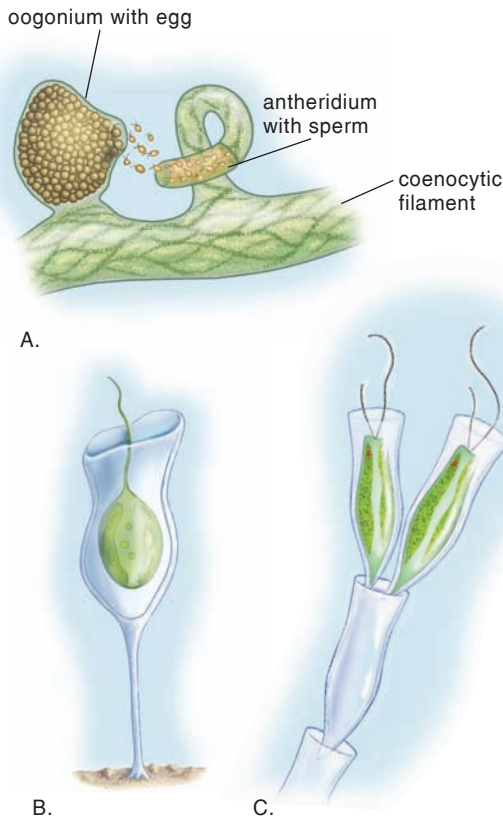 oogonium with egg
antheridium
with sperm
coenocytic
filament
A.
B.
C.